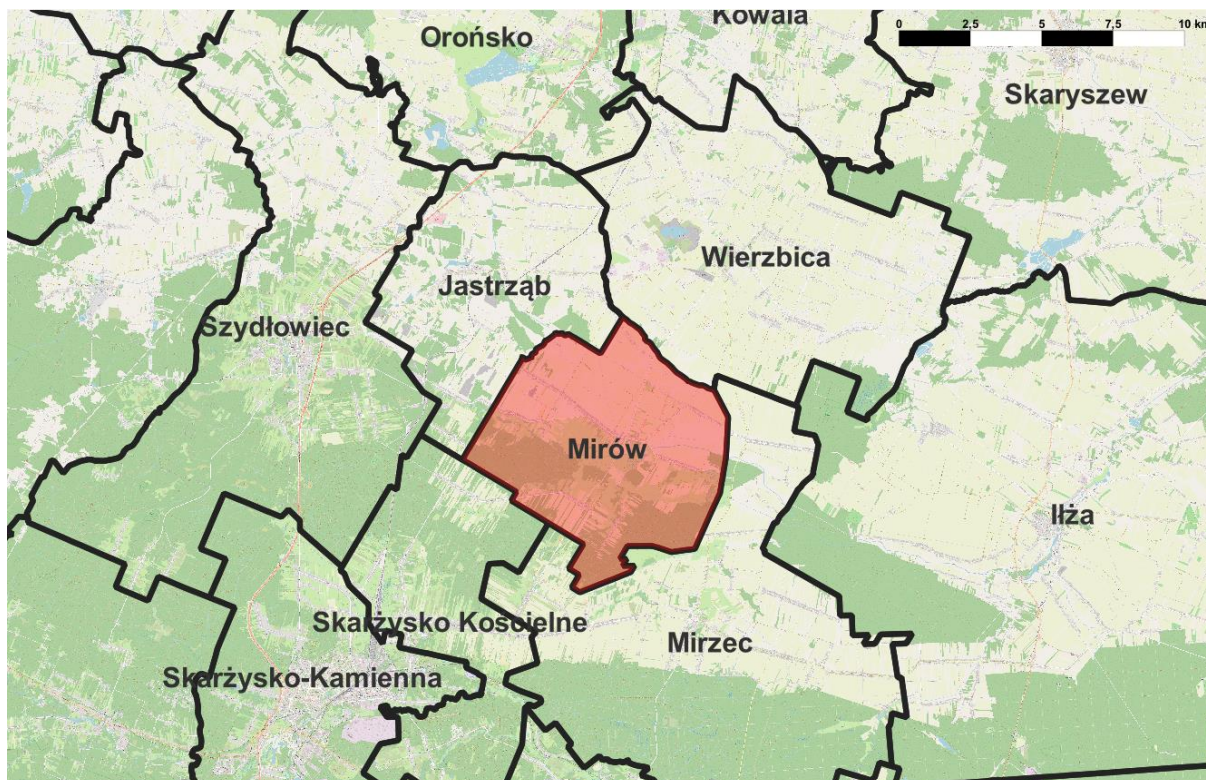 Kowala
0 2,5 5 7,5 10 km
Orońsko
Skaryszew
Wierzbica
Jastrząb
Szydłowiec
Mirów
Iłża
Skarżysko Kościelne
Mirzec
Skarżysko-Kamienna